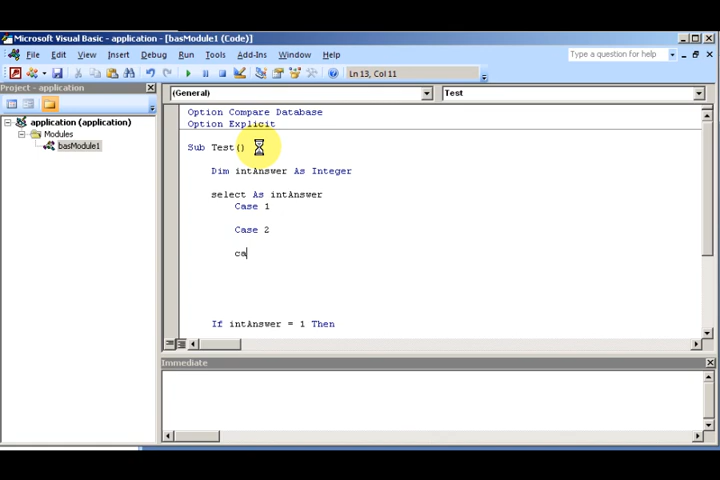 Microsoft Visual Basic - application - [basModule1 (Code)]
File Edit View Insert Debug Run Tools Add-Ins Window Help
Type a question for help
Ln 13, Col 11
Project - application
(General)
Test
application (application)
Modules
basModule1
Option Compare Database
Option Explicit
Sub Test()
Dim intAnswer As Integer
select As intAnswer
Case 1
Case 2
ca
If intAnswer = 1 Then
Immediate